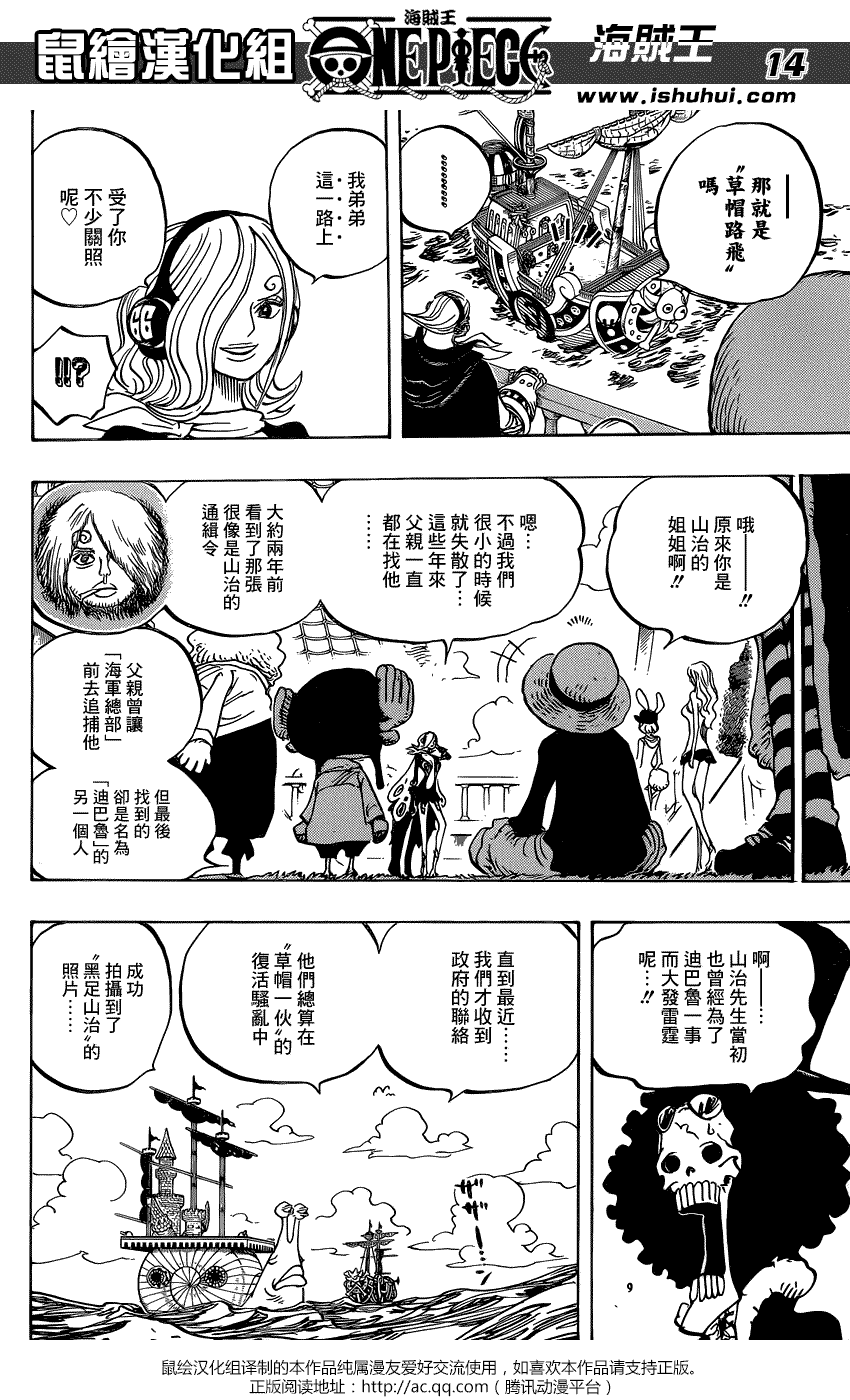 鼠繪漢化組
海賊王
ONE PIECE
海賊王
14
www.ishuhui.com
──
那就是
〝草帽路飛〞
嗎
………
我弟弟
這一路上
受了你
不少關照
呢♡
!!?
哦──!!
原來你是
山治的
姐姐啊!!
嗯…
不過我們
很小的時候
就失散了…
這些年來
父親一直
都在找他
……
大約兩年前
看到了那張
很像是山治的
通緝令
父親曾讓
「海軍總部」
前去追捕他
但最後
找到的
卻是名為
「迪巴魯」的
另一個人
啊──……
山治先生當初
也曾經為了
迪巴魯一事
而大發雷霆
呢…!!
直到最近……
我們才收到
政府的聯絡
他們總算在
〝草帽一伙〞的
復活騷亂中
成功
拍攝到了
〝黑足山治〞的
照片……
ザザーーン
鼠绘汉化组译制的本作品纯属漫友爱好交流使用，如喜欢本作品请支持正版。
正版阅读地址：http://ac.qq.com（腾讯动漫平台）